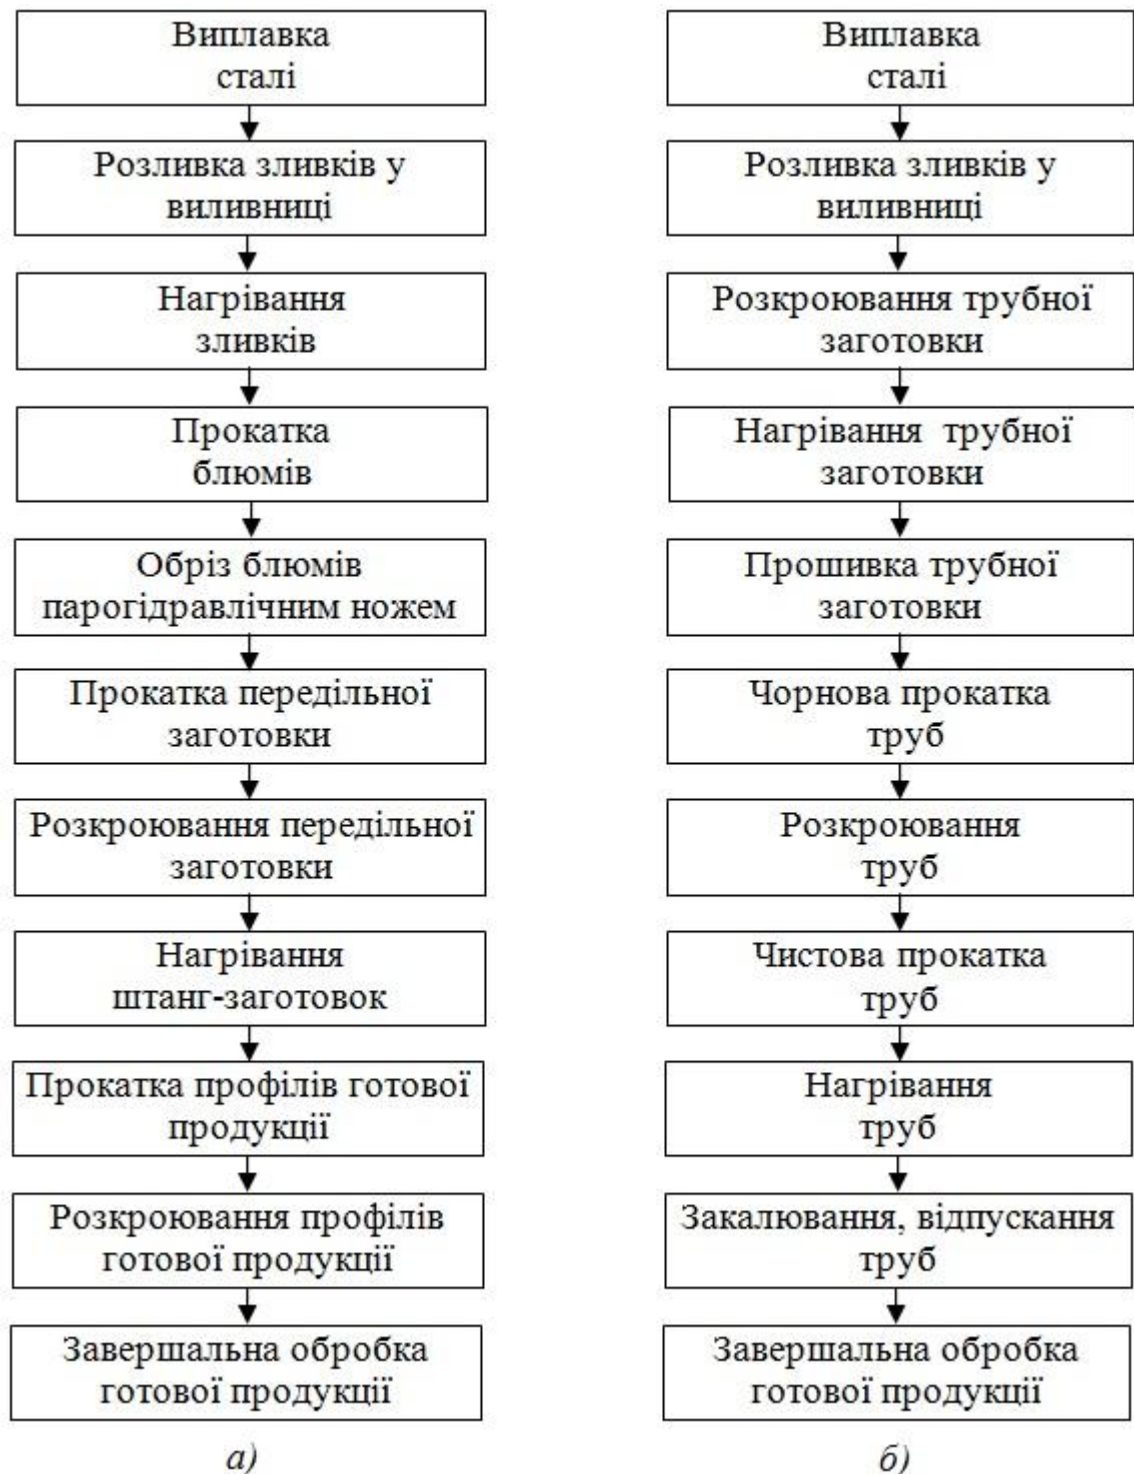 Виплавка
сталі
Розливка зливків у
виливниці
Нагрівання
зливків
Прокатка
блюмів
Обріз блюмів
парогідравлічним ножем
Прокатка передільної
заготовки
Розкроювання передільної
заготовки
Нагрівання
штанг-заготовок
Прокатка профілів готової
продукції
Розкроювання профілів
готової продукції
Завершальна обробка
готової продукції
а)
Виплавка
сталі
Розливка зливків у
виливниці
Розкроювання трубної
заготовки
Нагрівання трубної
заготовки
Прошивка трубної
заготовки
Чорнова прокатка
труб
Розкроювання
труб
Чистова прокатка
труб
Нагрівання
труб
Закалювання, відпускання
труб
Завершальна обробка
готової продукції
б)